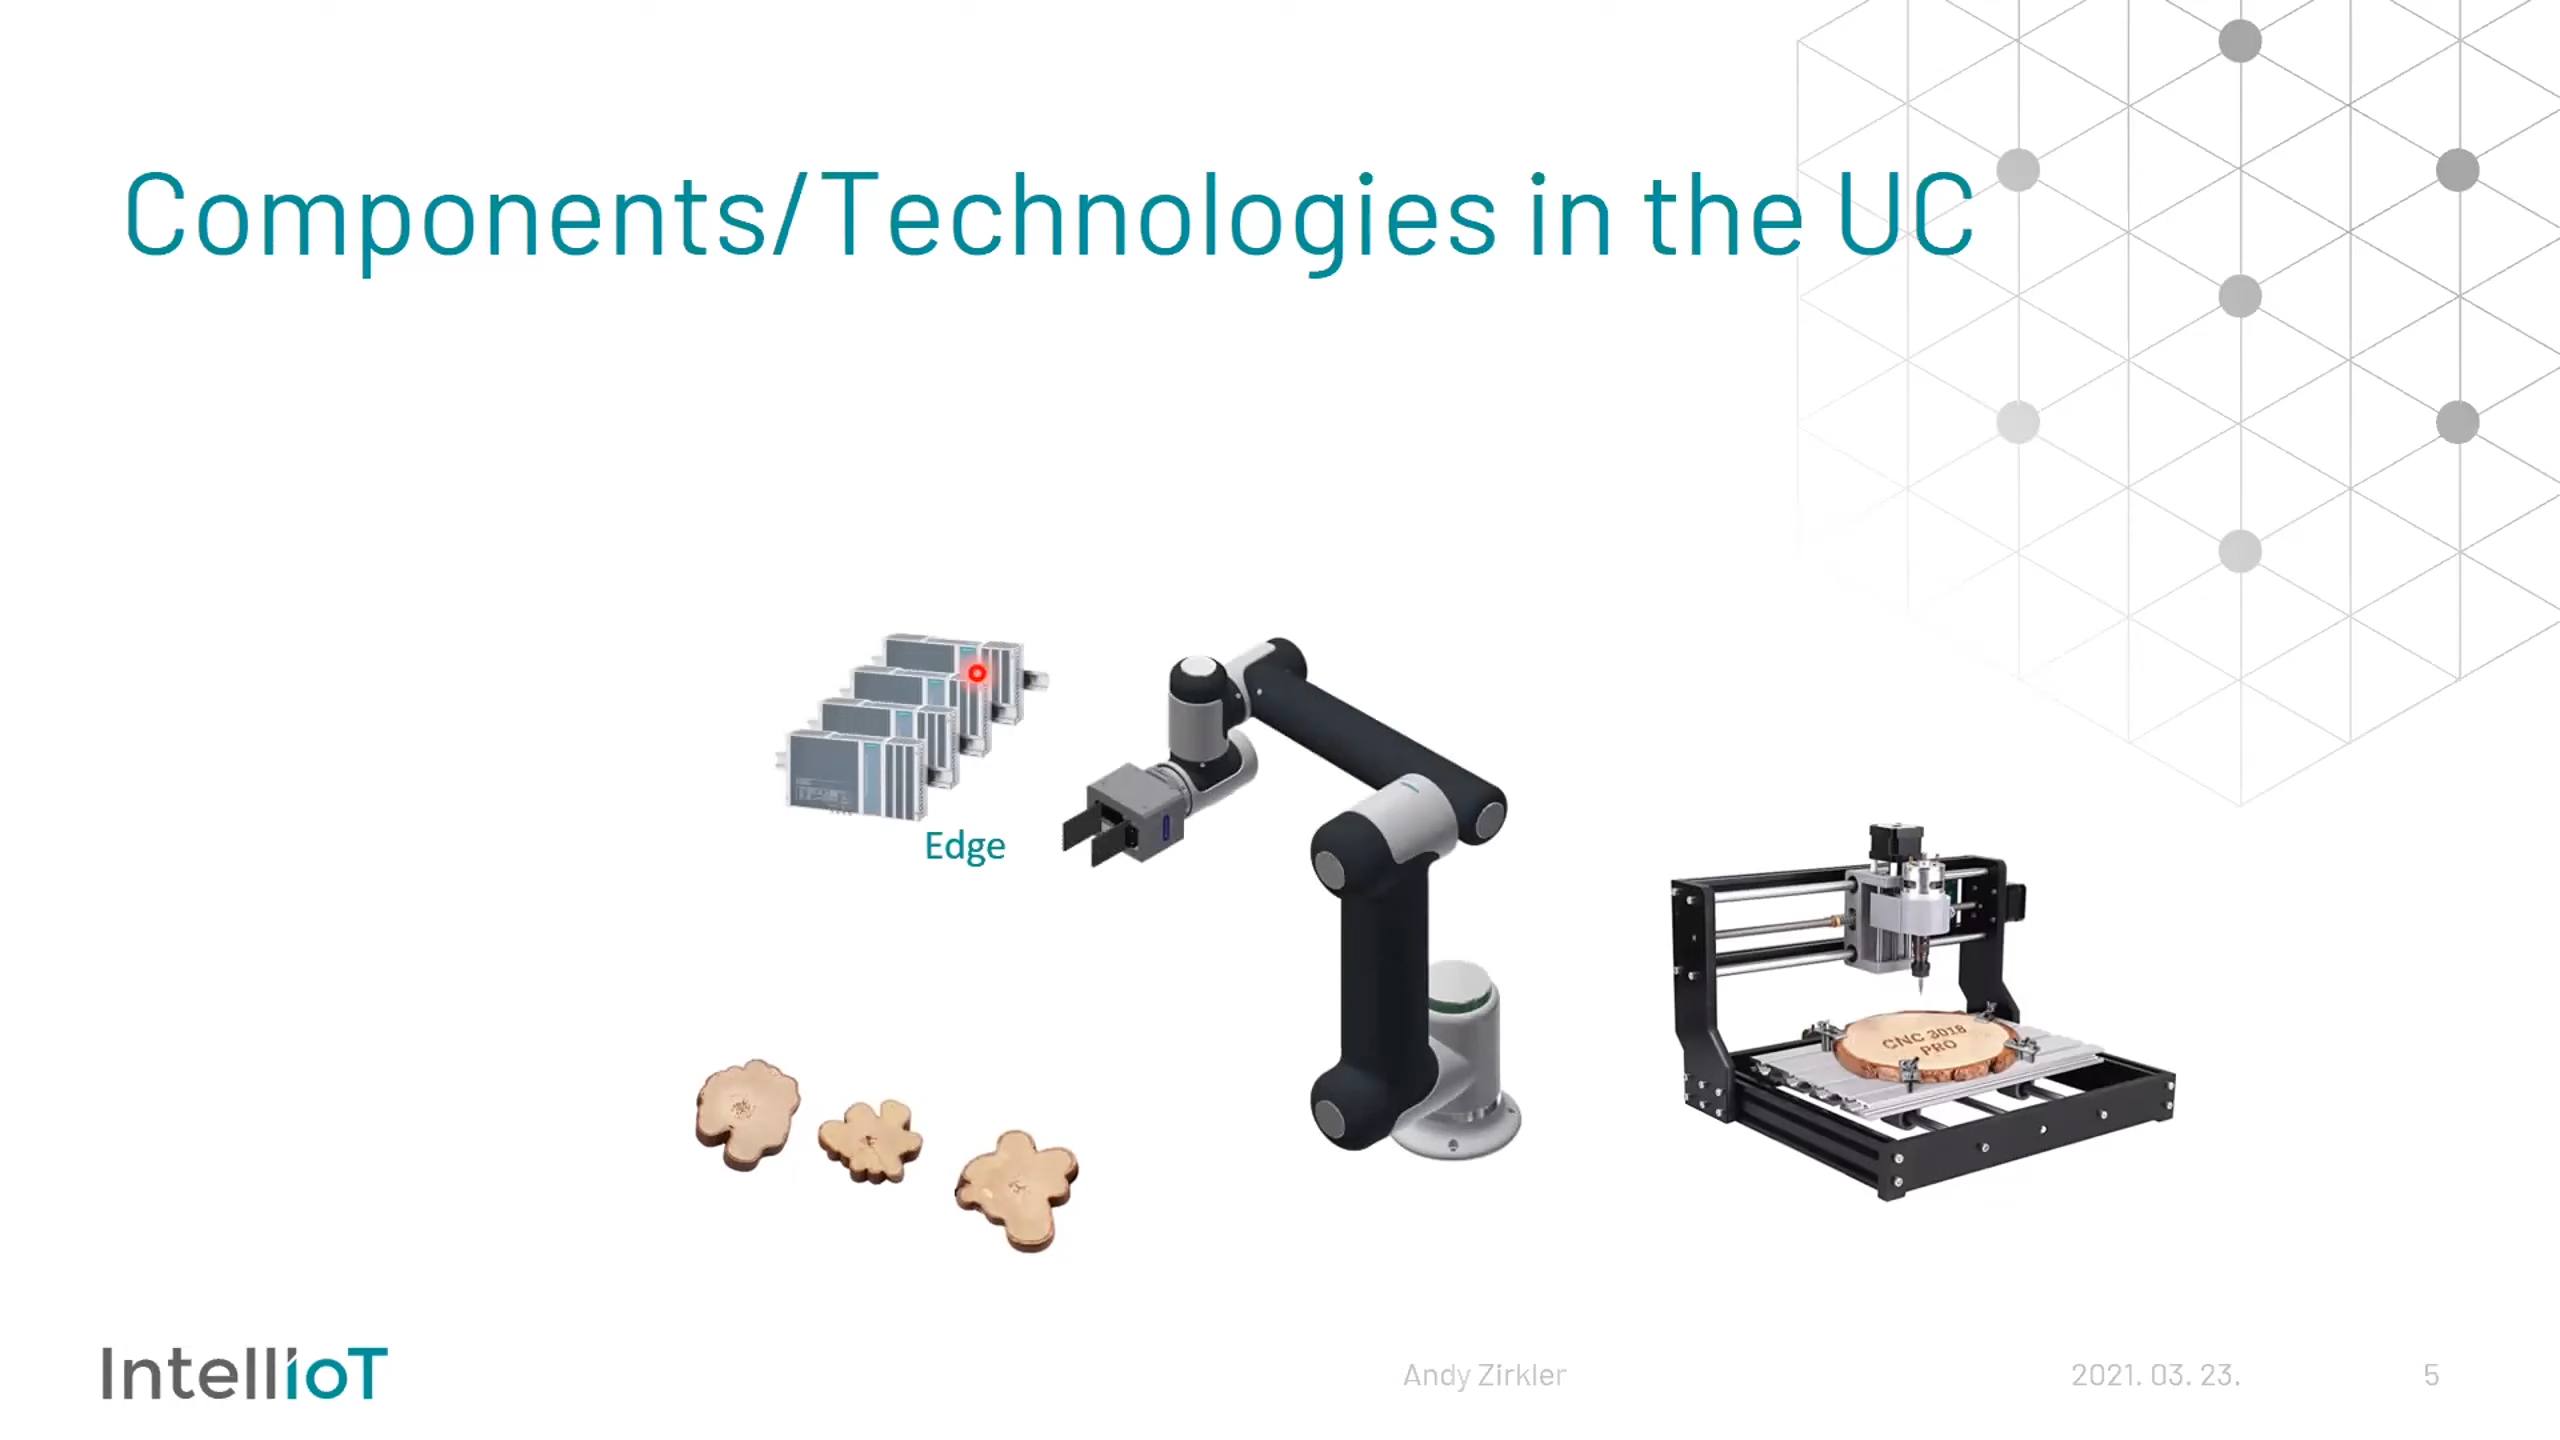 Components/Technologies in the UC
Edge
CNC 3018
PRO
IntellioT
Andy Zirkler
2021. 03. 23.
5